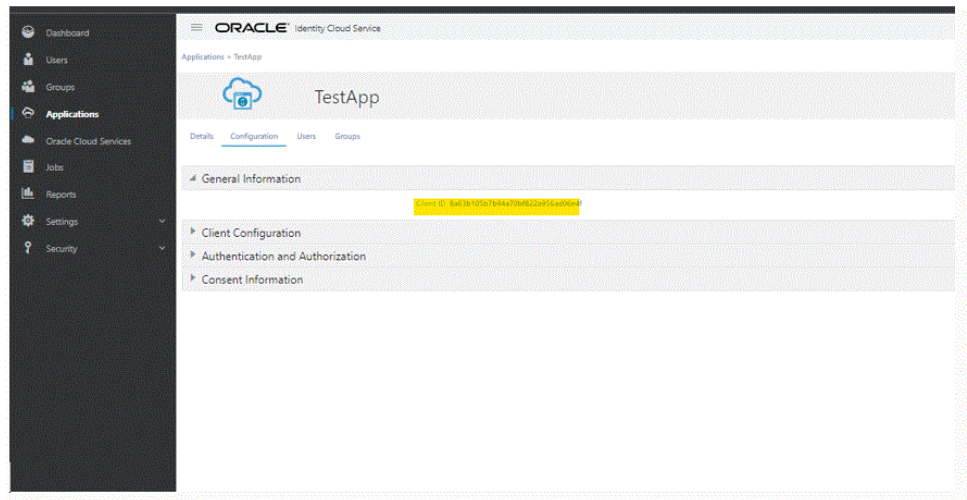 Dashboard
Users
Groups
Applications
Oracle Cloud Services
Jobs
Reports
Settings
Security
ORACLE Identity Cloud Service
Applications > TestApp
TestApp
Details Configuration Users Groups
General Information
Client ID
Client Configuration
Authentication and Authorization
Consent Information